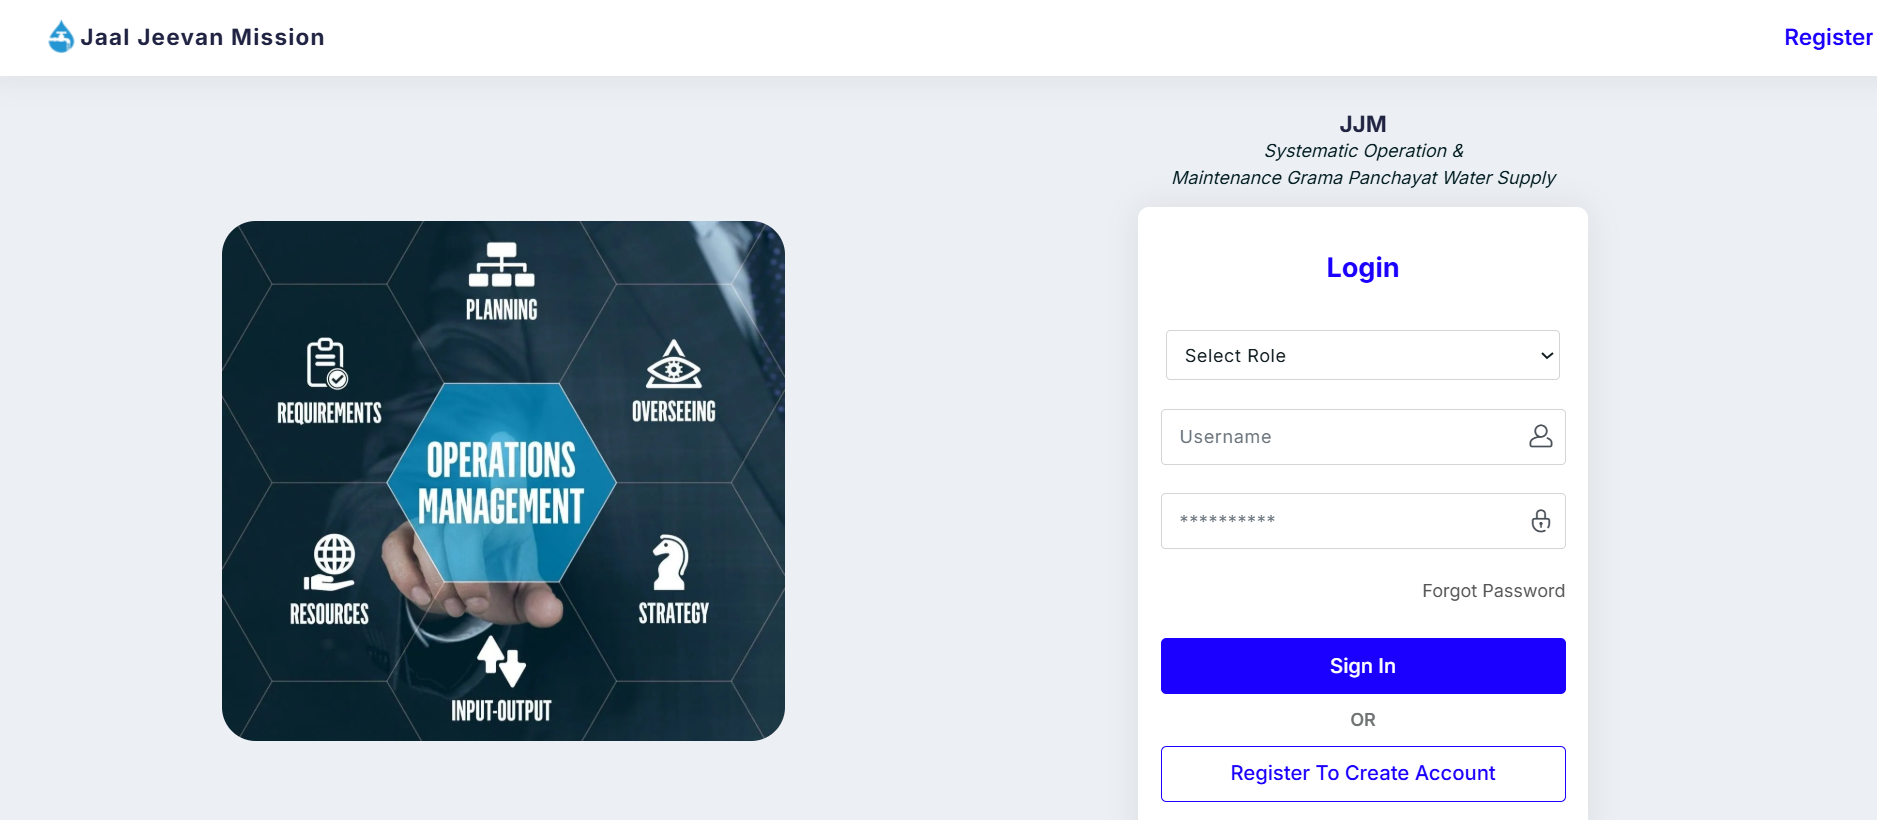 Jaal Jeevan Mission
Register
JJM
Systematic Operation &
Maintenance Grama Panchayat Water Supply
PLANNING
REQUIREMENTS
OVERSEEING
OPERATIONS
MANAGEMENT
RESOURCES
STRATEGY
INPUT-OUTPUT
Login
Select Role
Username
**********
Forgot Password
Sign In
OR
Register To Create Account